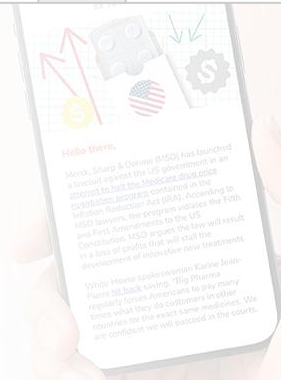 Hello there,
Merck, Sharp & Dohme (MSD) has launched
a lawsuit against the US government in an
attempt to halt the Medicare drug price
negotiation program contained in the
Inflation Reduction Act (IRA). According to
MSD lawyers, the program violates the Fifth
and First Amendments to the US
Constitution. MSD argues the law will result
in a loss of profits that will stall the
development of innovative new treatments
White House spokeswoman Karine Jean-
Pierre hit back saying, "Big Pharma
regularly forces Americans to pay many
times what they do customers in other
countries for the exact same medicines. We
are confident we will succeed in the courts.